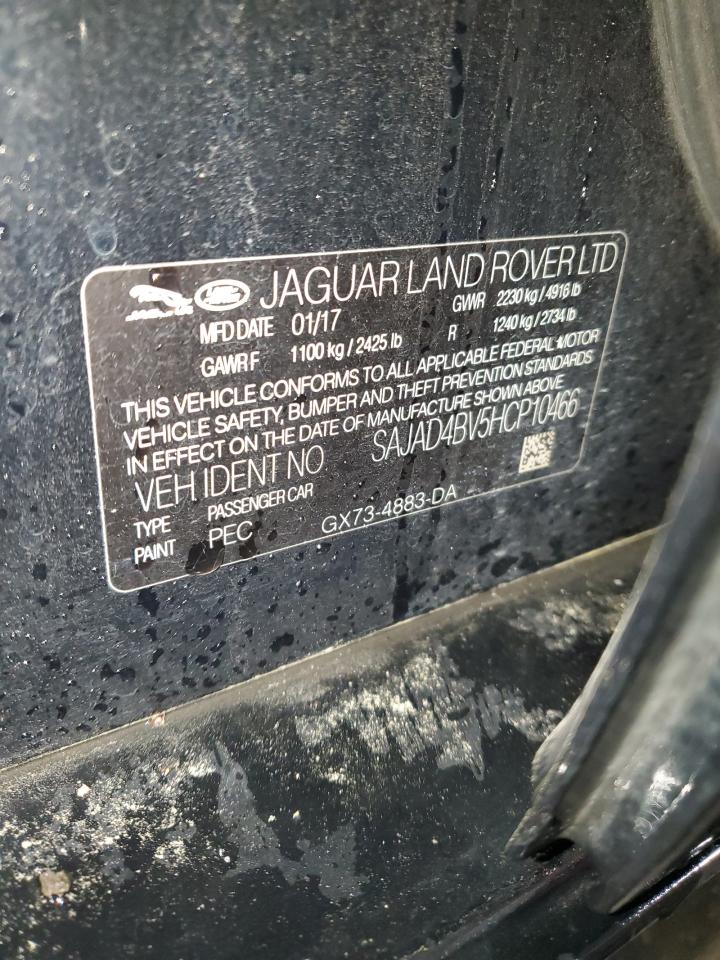 JAGUAR LAND ROVER LTD
MFD DATE 01/17 GVWR 2230 kg / 4916 lb
GAWR F 1100 kg / 2425 lb R 1240 kg / 2734 lb
THIS VEHICLE CONFORMS TO ALL APPLICABLE FEDERAL MOTOR
VEHICLE SAFETY, BUMPER AND THEFT PREVENTION STANDARDS
IN EFFECT ON THE DATE OF MANUFACTURE SHOWN ABOVE
VEH IDENT NO SAJAD4BV5HCP10466
TYPE PASSENGER CAR
PAINT PEC GX73-4883-DA